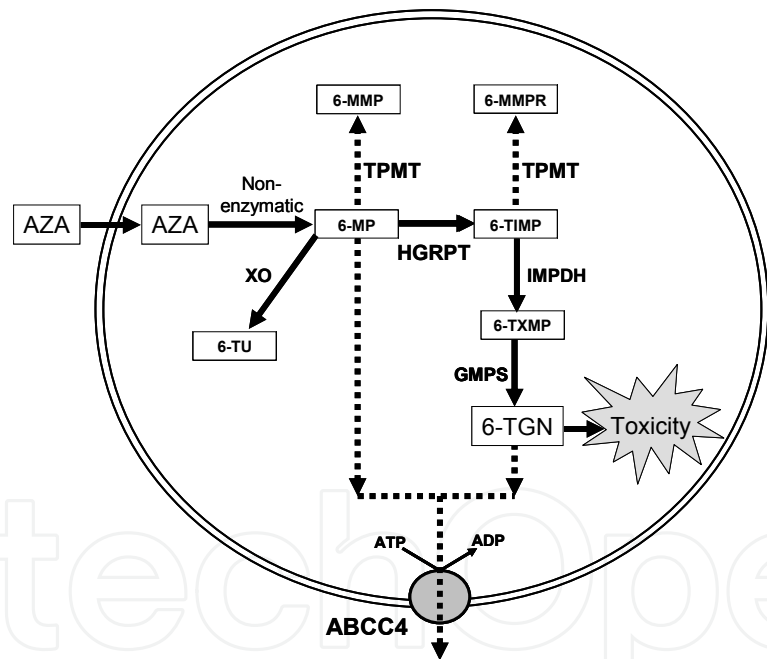 6-MMP
6-MMPR
TPMT
TPMT
Non-
enzymatic
AZA
AZA
6-MP
6-TIMP
HGRPT
XO
IMPDH
6-TU
6-TXMP
GMPS
6-TGN
Toxicity
ATP
ADP
ABCC4
techOpe